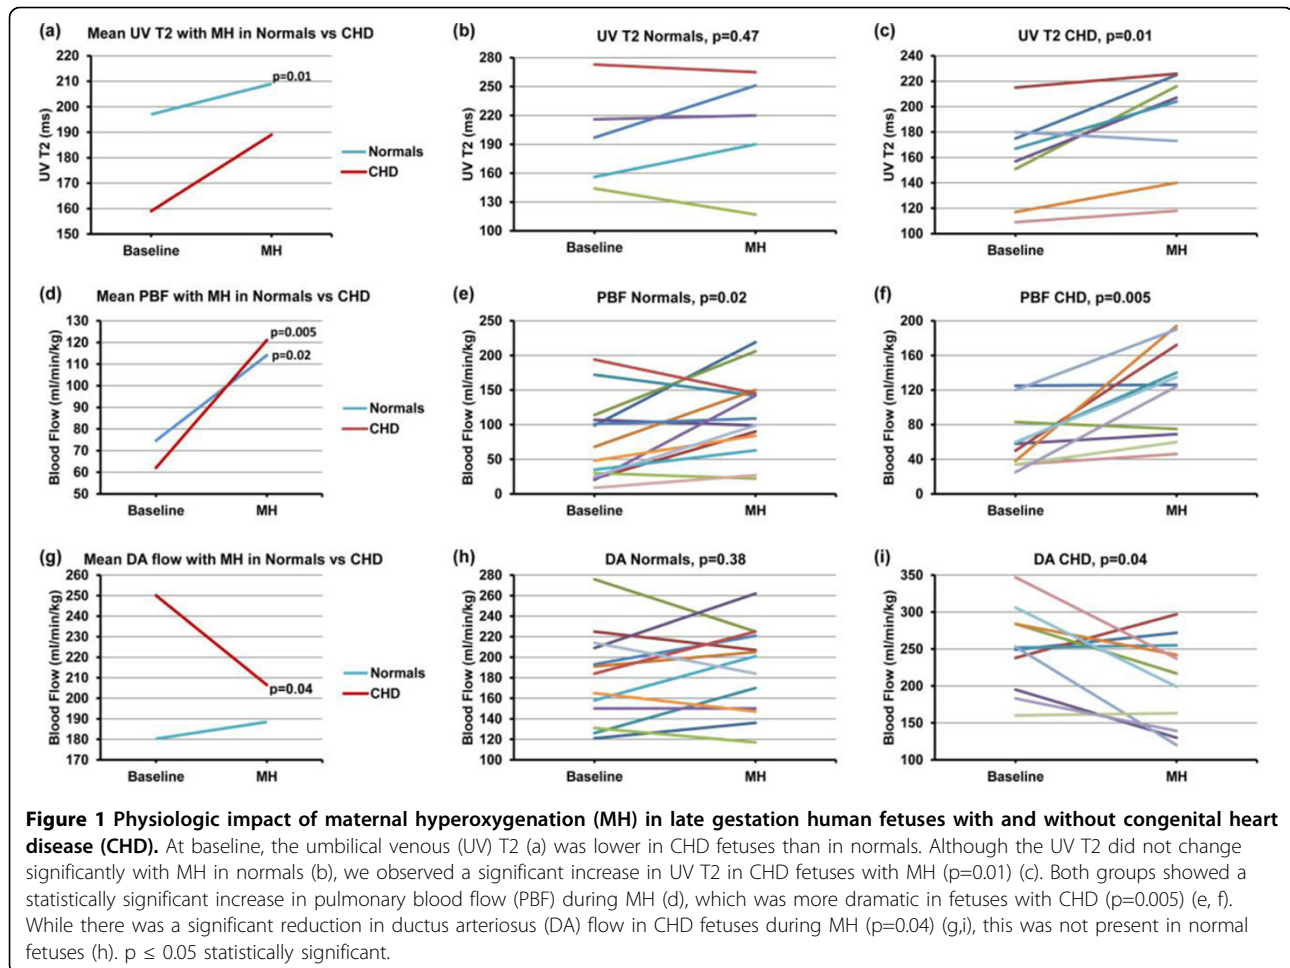 (a) Mean UV T2 with MH in Normals vs CHD
UV T2 (ms)
220
210
200
190
180
170
160
150
p=0.01
Normals
CHD
Baseline MH
(b) UV T2 Normals, p=0.47
UV T2 (ms)
280
250
220
190
160
130
100
Baseline MH
(c) UV T2 CHD, p=0.01
UV T2 (ms)
240
220
200
180
160
140
120
100
Baseline MH
(d) Mean PBF with MH in Normals vs CHD
Blood Flow (ml/min/kg)
130
120
110
100
90
80
70
60
50
p=0.005
p=0.02
Normals
CHD
Baseline MH
(e) PBF Normals, p=0.02
Blood Flow (ml/min/kg)
250
200
150
100
50
0
Baseline MH
(f) PBF CHD, p=0.005
Blood Flow (ml/min/kg)
200
160
120
80
40
0
Baseline MH
(g) Mean DA flow with MH in Normals vs CHD
Blood Flow (ml/min/kg)
260
250
240
230
220
210
200
190
180
170
p=0.04
Normals
CHD
Baseline MH
(h) DA Normals, p=0.38
Blood Flow (ml/min/kg)
280
260
240
220
200
180
160
140
120
100
Baseline MH
(i) DA CHD, p=0.04
Blood Flow (ml/min/kg)
350
300
250
200
150
100
Baseline MH
Figure 1 Physiologic impact of maternal hyperoxygenation (MH) in late gestation human fetuses with and without congenital heart
disease (CHD). At baseline, the umbilical venous (UV) T2 (a) was lower in CHD fetuses than in normals. Although the UV T2 did not change
significantly with MH in normals (b), we observed a significant increase in UV T2 in CHD fetuses with MH (p=0.01) (c). Both groups showed a
statistically significant increase in pulmonary blood flow (PBF) during MH (d), which was more dramatic in fetuses with CHD (p=0.005) (e, f).
While there was a significant reduction in ductus arteriosus (DA) flow in CHD fetuses during MH (p=0.04) (g,i), this was not present in normal
fetuses (h). p ≤ 0.05 statistically significant.